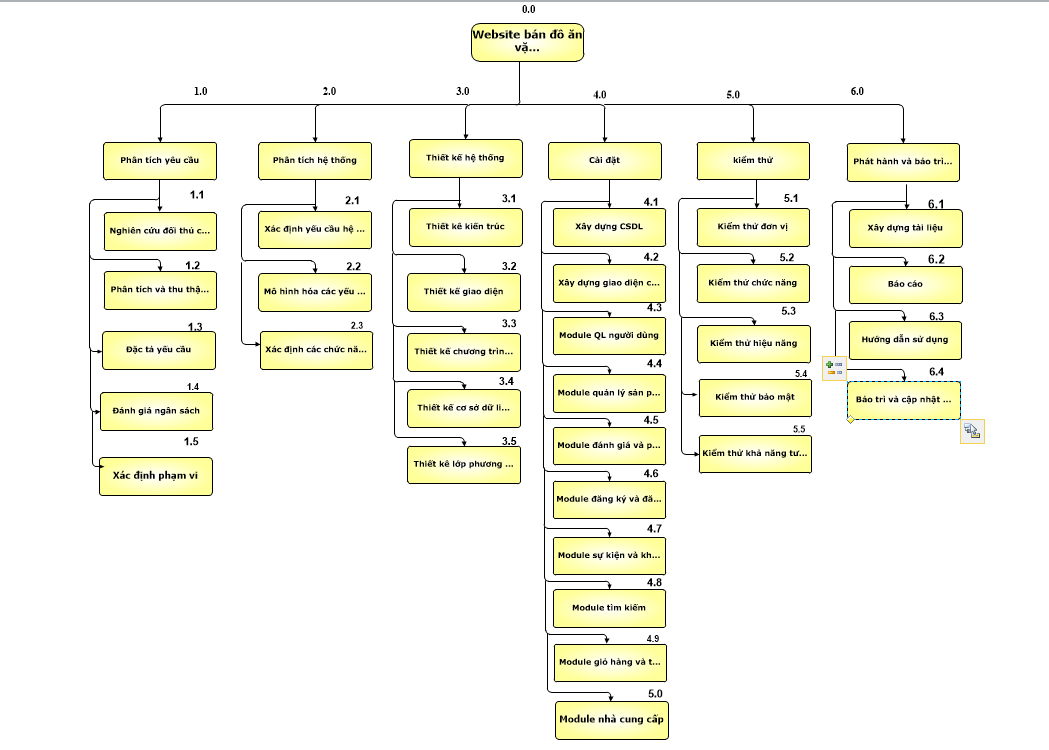 0.0
Website bán đồ ăn
vặ...
1.0
2.0
3.0
4.0
5.0
6.0
Phân tích yêu cầu
Phân tích hệ thống
Thiết kế hệ thống
Cài đặt
kiểm thử
Phát hành và bảo trì...
1.1
Nghiên cứu đối thủ c...
1.2
Phân tích và thu thậ...
1.3
Đặc tả yêu cầu
1.4
Đánh giá ngân sách
1.5
Xác định phạm vi
2.1
Xác định yêu cầu hệ ...
2.2
Mô hình hóa các yếu ...
2.3
Xác định các chức nă...
3.1
Thiết kế kiến trúc
3.2
Thiết kế giao diện
3.3
Thiết kế chương trìn...
3.4
Thiết kế cơ sở dữ li...
3.5
Thiết kế lớp phương ...
4.1
Xây dựng CSDL
4.2
Xây dựng giao diện c...
4.3
Module QL người dùng
4.4
Module quản lý sản p...
4.5
Module đánh giá và p...
4.6
Module đăng ký và đă...
4.7
Module sự kiện và kh...
4.8
Module tìm kiếm
4.9
Module giỏ hàng và t...
5.0
Module nhà cung cấp
5.1
Kiểm thử đơn vị
5.2
Kiểm thử chức năng
5.3
Kiểm thử hiệu năng
5.4
Kiểm thử bảo mật
5.5
Kiểm thử khả năng tư...
6.1
Xây dựng tài liệu
6.2
Báo cáo
6.3
Hướng dẫn sử dụng
6.4
Bảo trì và cập nhật ...